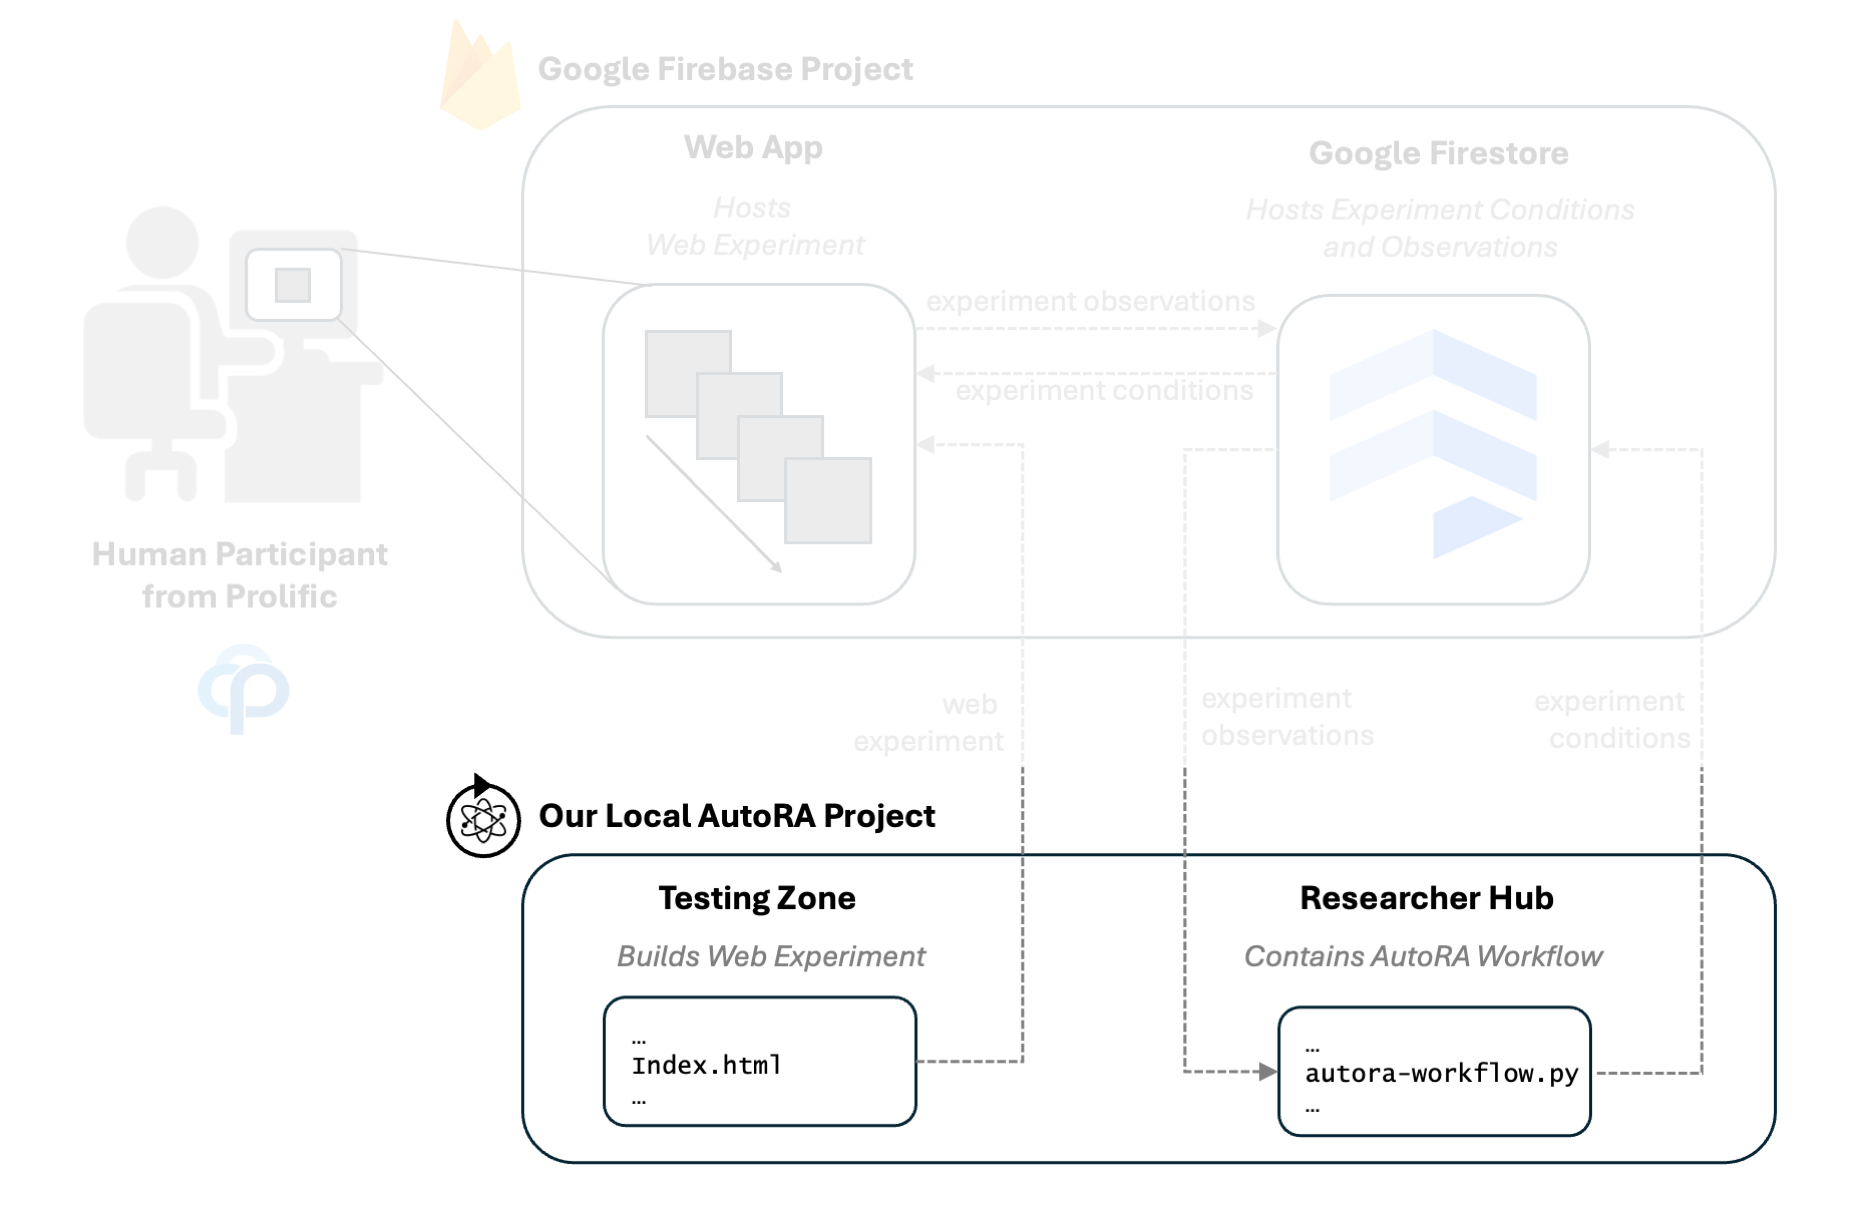 Google Firebase Project
Web App
Hosts
Web Experiment
Google Firestore
Hosts Experiment Conditions
and Observations
experiment observations
experiment conditions
Human Participant
from Prolific
web
experiment
experiment
observations
experiment
conditions
Our Local AutoRA Project
Testing Zone
Builds Web Experiment
…
Index.html
…
Researcher Hub
Contains AutoRA Workflow
…
autora-workflow.py
…